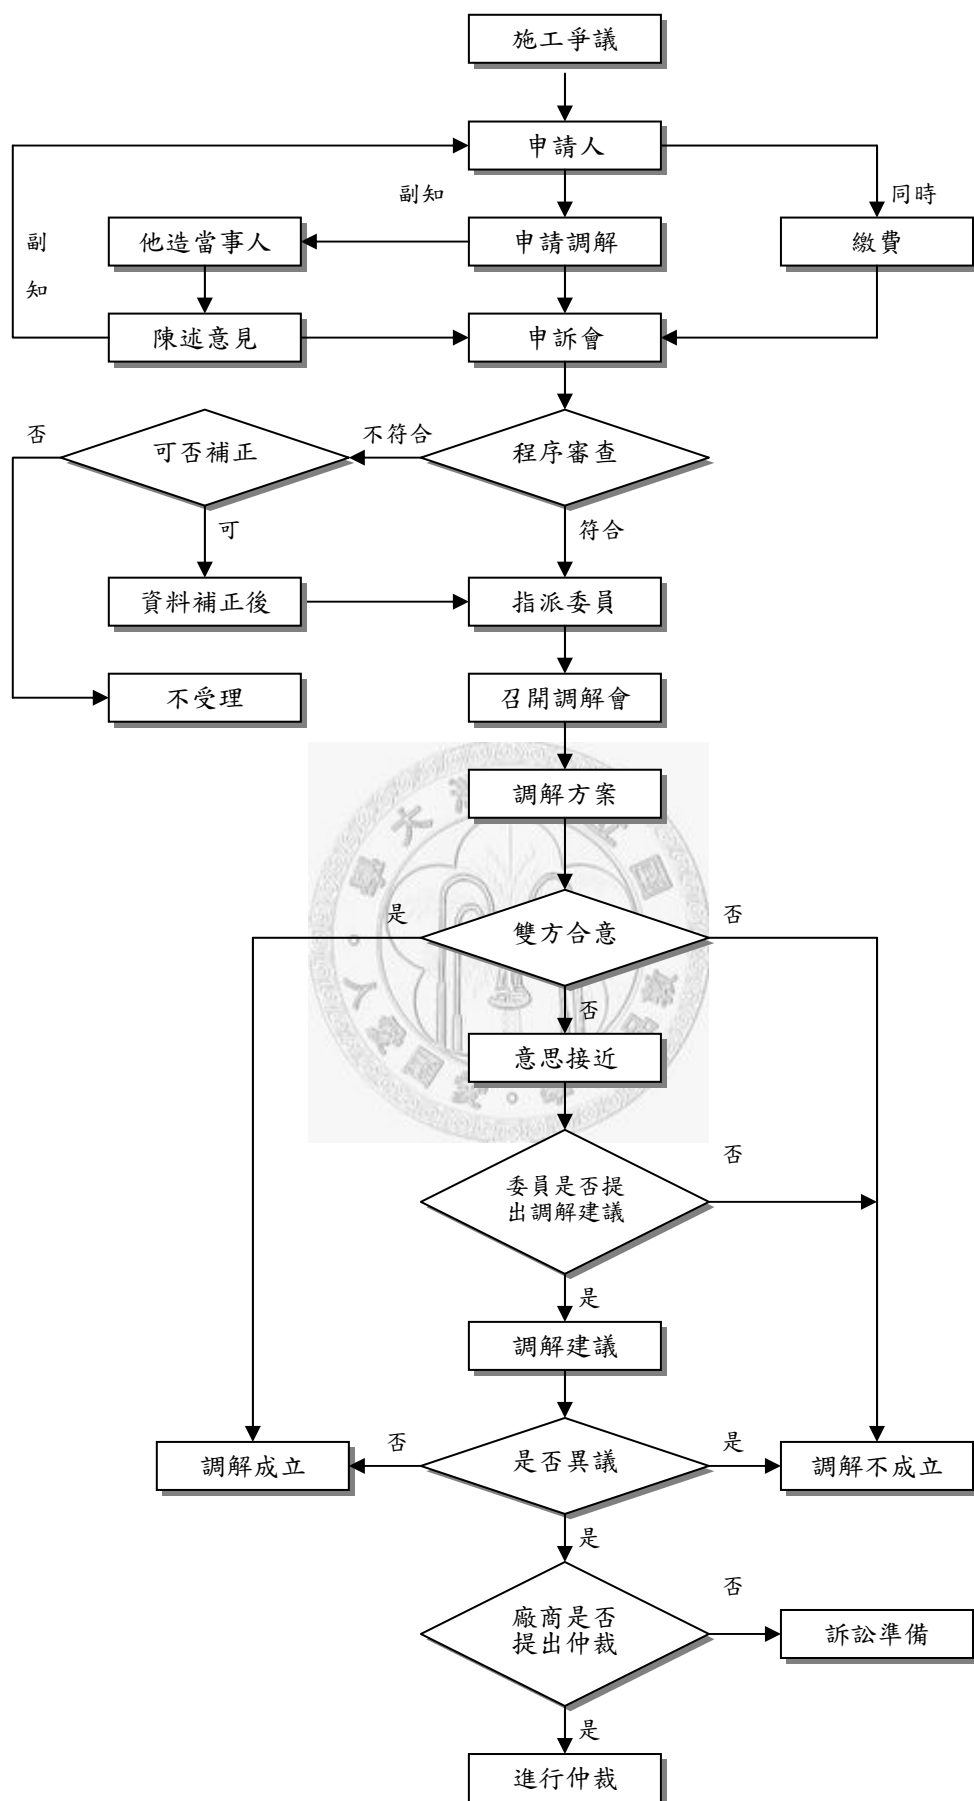 施工爭議
申請人
副知
同時
他造當事人
申請調解
繳費
副
知
陳述意見
申訴會
否
可否補正
不符合
程序審查
可
符合
資料補正後
指派委員
不受理
召開調解會
調解方案
是
雙方合意
否
否
意思接近
委員是否提
出調解建議
否
是
調解建議
調解成立
否
是否異議
是
調解不成立
是
廠商是否
提出仲裁
否
訴訟準備
是
進行仲裁